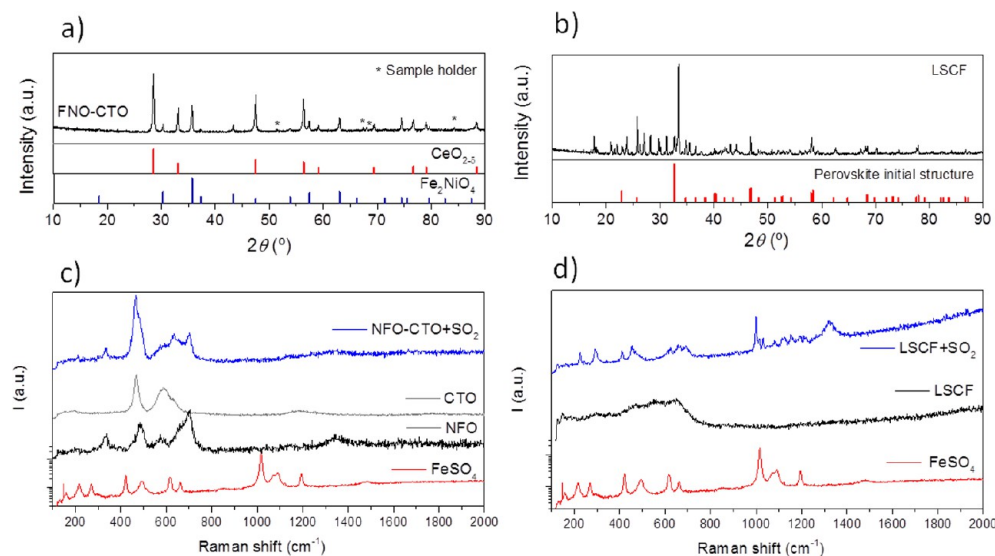 a)
* Sample holder
FNO-CTO
*
*
*
*
CeO2-δ
Fe2NiO4
Intensity (a.u.)
10 20 30 40 50 60 70 80 90
2θ (º)
b)
LSCF
Perovskite initial structure
Intensity (a.u.)
10 20 30 40 50 60 70 80 90
2θ (º)
c)
NFO-CTO+SO2
CTO
NFO
FeSO4
I (a.u.)
200 400 600 800 1000 1200 1400 1600 1800 2000
Raman shift (cm-1)
d)
LSCF+SO2
LSCF
FeSO4
I (a.u.)
200 400 600 800 1000 1200 1400 1600 1800 2000
Raman shift (cm-1)